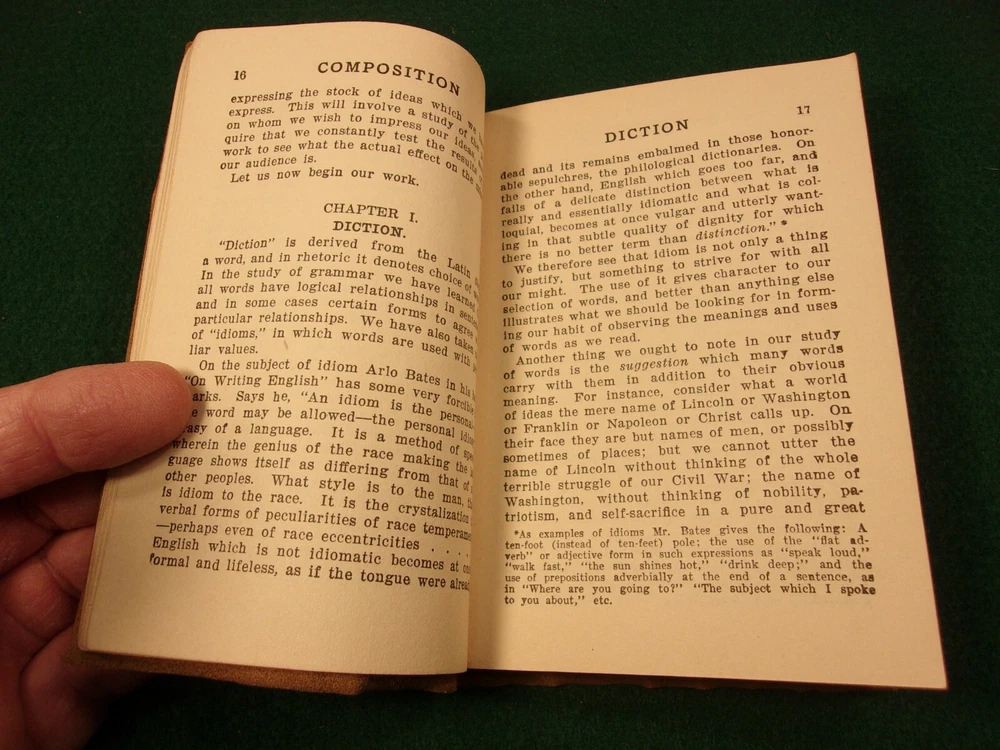 16
COMPOSITION
expressing the stock of ideas which we
express. This will involve a study of the
on whom we wish to impress our ideas
quire that we constantly test the results
work to see what the actual effect on the
our audience is.
Let us now begin our work.
CHAPTER I.
DICTION.
"Diction" is derived from the Latin
a word, and in rhetoric it denotes choice of
In the study of grammar we have learned
all words have logical relationships in
and in some cases certain forms to agree
particular relationships. We have also taken
of "idioms," in which words are used with
liar values.
On the subject of idiom Arlo Bates in his
"On Writing English" has some very forcible
arks. Says he, "An idiom is the personal
word may be allowed—the personal
of a language. It is a method of
wherein the genius of the race making the
guage shows itself as differing from that of
other peoples. What style is to the man,
is idiom to the race. It is the crystalization
verbal forms of peculiarities of race
—perhaps even of race eccentricities . . . .
English which is not idiomatic becomes at
formal and lifeless, as if the tongue were
17
DICTION
dead and its remains embalmed in those honor-
able sepulchres, the philological dictionaries. On
the other hand, English which goes too far, and
fails of a delicate distinction between what is
really and essentially idiomatic and what is col-
loquial, becomes at once vulgar and utterly want-
ing in that subtle quality of dignity for which
there is no better term than distinction." *
We therefore see that idiom is not only a thing
to justify, but something to strive for with all
our might. The use of it gives character to our
selection of words, and better than anything else
illustrates what we should be looking for in form-
ing our habit of observing the meanings and uses
of words as we read.
Another thing we ought to note in our study
of words is the suggestion which many words
carry with them in addition to their obvious
meaning. For instance, consider what a world
of ideas the mere name of Lincoln or Washington
or Franklin or Napoleon or Christ calls up. On
their face they are but names of men, or possibly
sometimes of places; but we cannot utter the
name of Lincoln without thinking of the whole
terrible struggle of our Civil War; the name of
Washington, without thinking of nobility, pa-
triotism, and self-sacrifice in a pure and great
*As examples of idioms Mr. Bates gives the following: A
ten-foot (instead of ten-feet) pole; the use of the "flat ad-
verb" or adjective form in such expressions as "speak loud,"
"walk fast," "the sun shines hot," "drink deep;" and the
use of prepositions adverbially at the end of a sentence, as
in "Where are you going to?" "The subject which I spoke
to you about," etc.